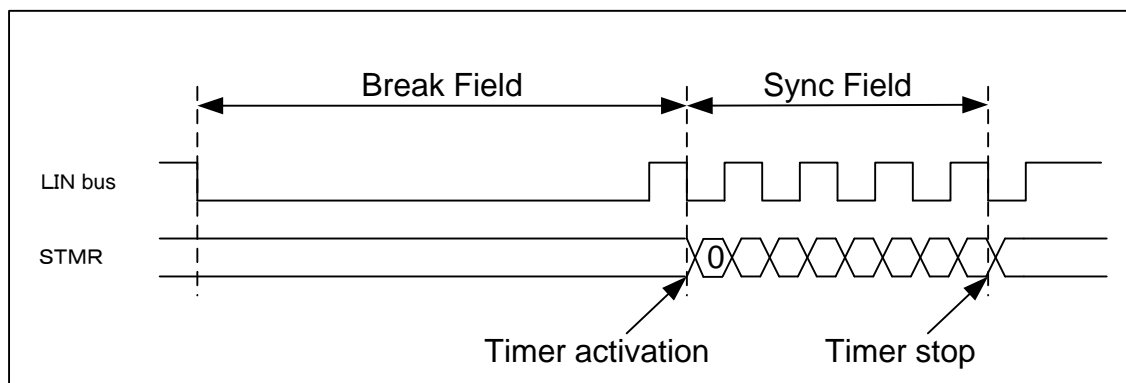 Break Field Sync Field
LIN bus
STMR 0
Timer activation Timer stop